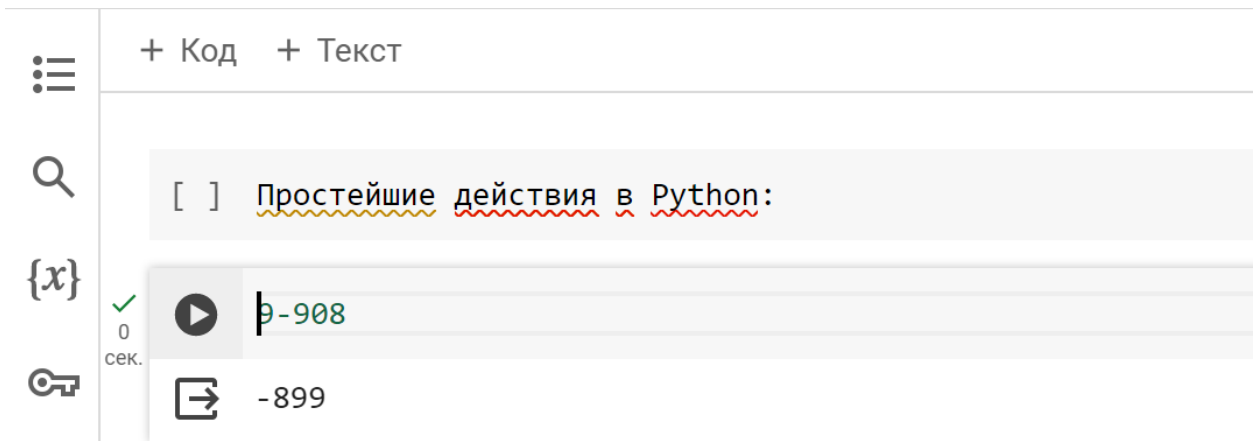 + Код + Текст
[ ] Простейшие действия в Python:
{x}
9-908
0
сек.
-899